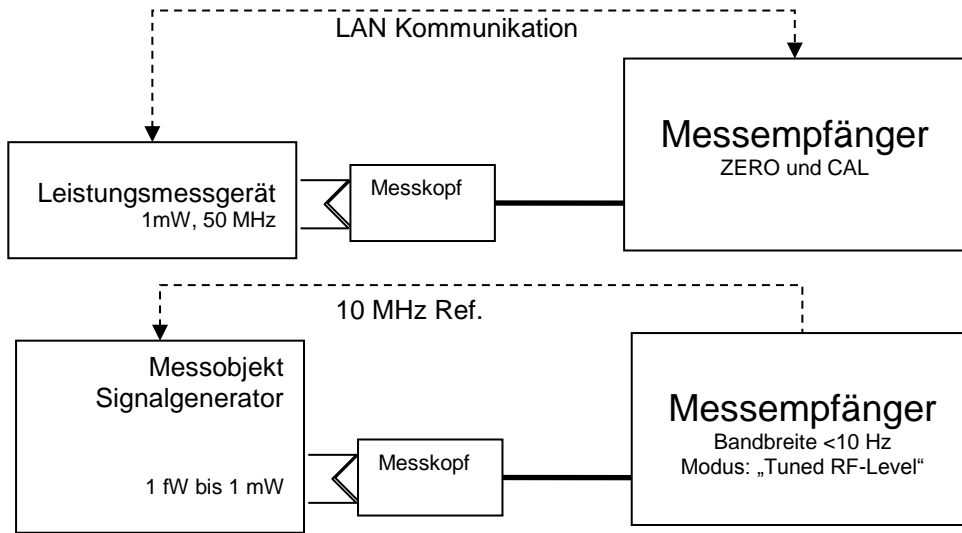 LAN Kommunikation
Messempfänger
ZERO und CAL
Leistungsmessgerät
1mW, 50 MHz
Messkopf
10 MHz Ref.
Messobjekt
Signalgenerator
1 fW bis 1 mW
Messkopf
Messempfänger
Bandbreite <10 Hz
Modus: „Tuned RF-Level“